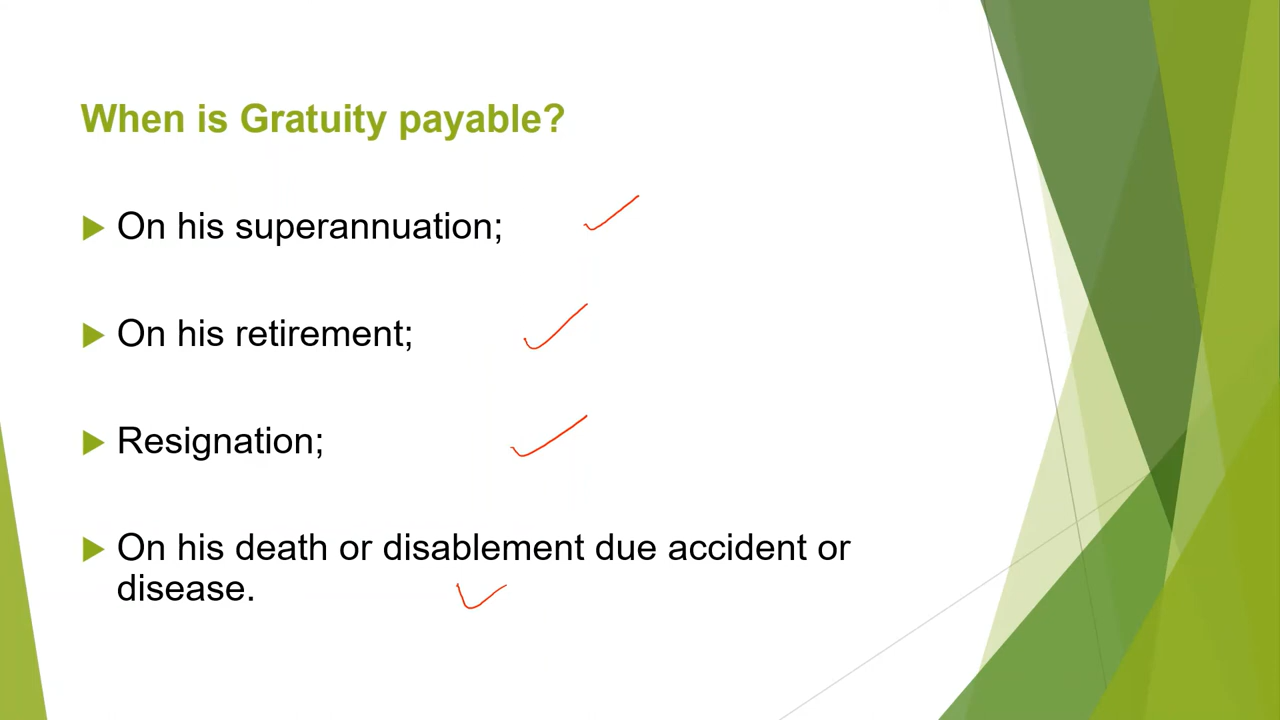 When is Gratuity payable?
On his superannuation;
On his retirement;
Resignation;
On his death or disablement due accident or
disease.